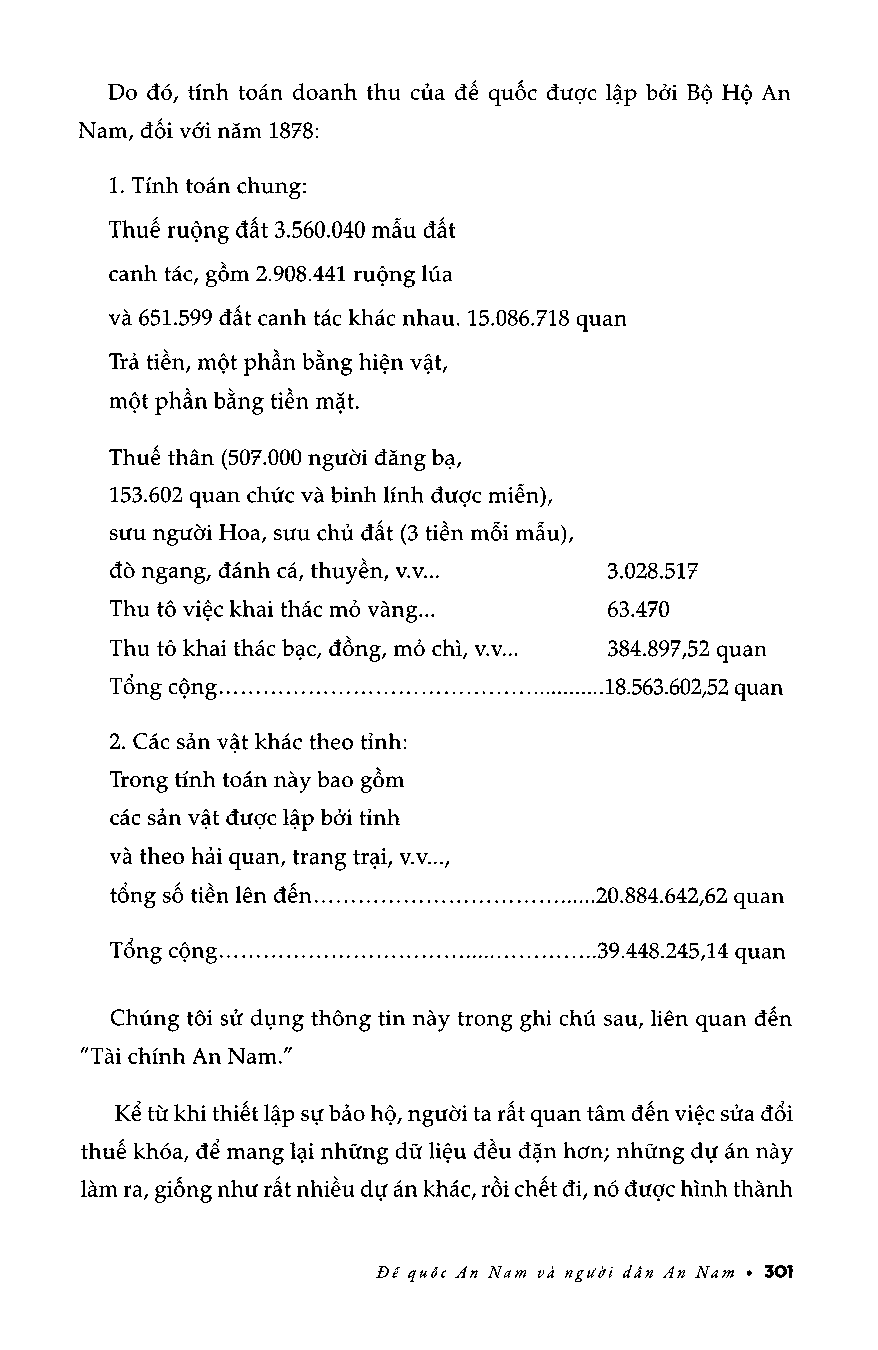 Do đó, tính toán doanh thu của đế quốc được lập bởi Bộ Hộ An
Nam, đối với năm 1878:
1. Tính toán chung:
Thuế ruộng đất 3.560.040 mẫu đất
canh tác, gồm 2.908.441 ruộng lúa
và 651.599 đất canh tác khác nhau. 15.086.718 quan
Trả tiền, một phần bằng hiện vật,
một phần bằng tiền mặt.
Thuế thân (507.000 người đăng bạ,
153.602 quan chức và binh lính được miễn),
sưu người Hoa, sưu chủ đất (3 tiền mỗi mẫu),
đò ngang, đánh cá, thuyền, v.v... 3.028.517
Thu tô việc khai thác mỏ vàng... 63.470
Thu tô khai thác bạc, đồng, mỏ chì, v.v... 384.897,52 quan
Tổng cộng.....................................................18.563.602,52 quan
2. Các sản vật khác theo tỉnh:
Trong tính toán này bao gồm
các sản vật được lập bởi tỉnh
và theo hải quan, trang trại, v.v...,
tổng số tiền lên đến.......................................20.884.642,62 quan
Tổng cộng....................................................39.448.245,14 quan
Chúng tôi sử dụng thông tin này trong ghi chú sau, liên quan đến
"Tài chính An Nam."
Kể từ khi thiết lập sự bảo hộ, người ta rất quan tâm đến việc sửa đổi
thuế khóa, để mang lại những dữ liệu đều đặn hơn; những dự án này
làm ra, giống như rất nhiều dự án khác, rồi chết đi, nó được hình thành
Đế quốc An Nam và người dân An Nam • 301